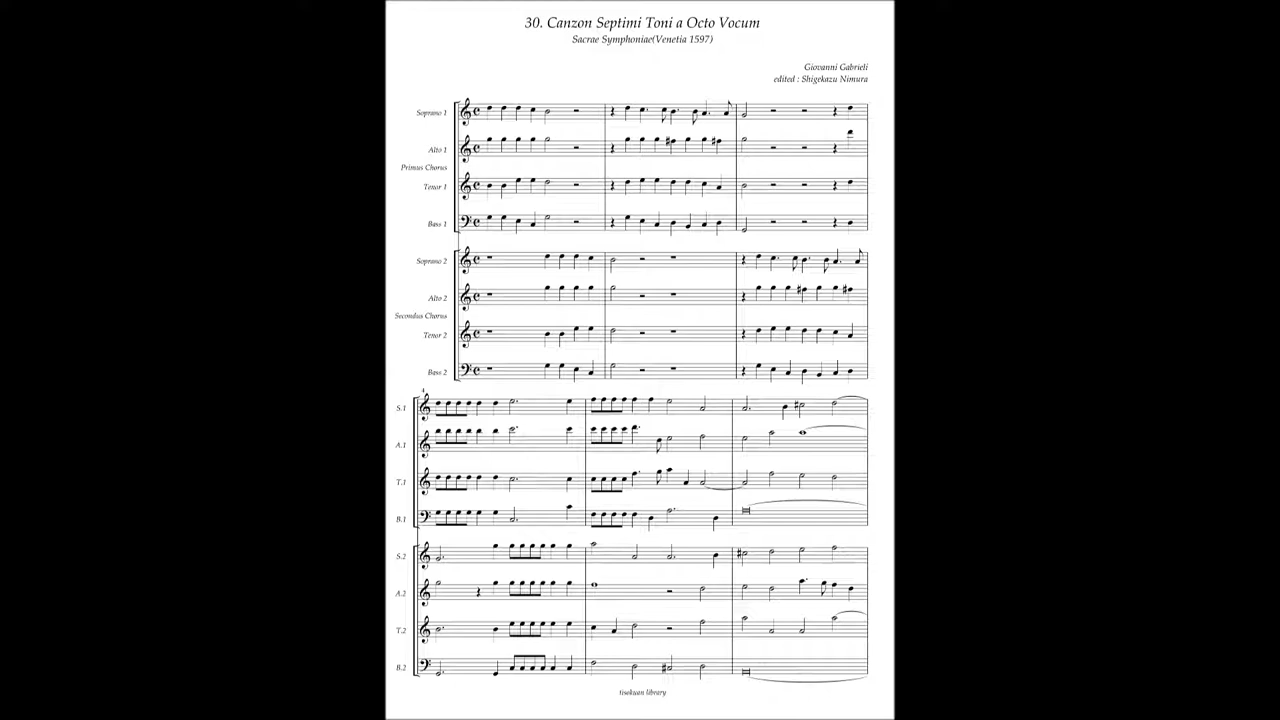 30. Canzon Septimi Toni a Octo Vocum
Sacrae Symphoniae(Venetia 1597)
Giovanni Gabrieli
edited : Shigekazu Nimura
Soprano 1
Alto 1
Primus Chorus
Tenor 1
Bass 1
Soprano 2
Alto 2
Secondus Chorus
Tenor 2
Bass 2
4
S.1
A.1
T.1
B.1
S.2
A.2
T.2
B.2
tisekuan library